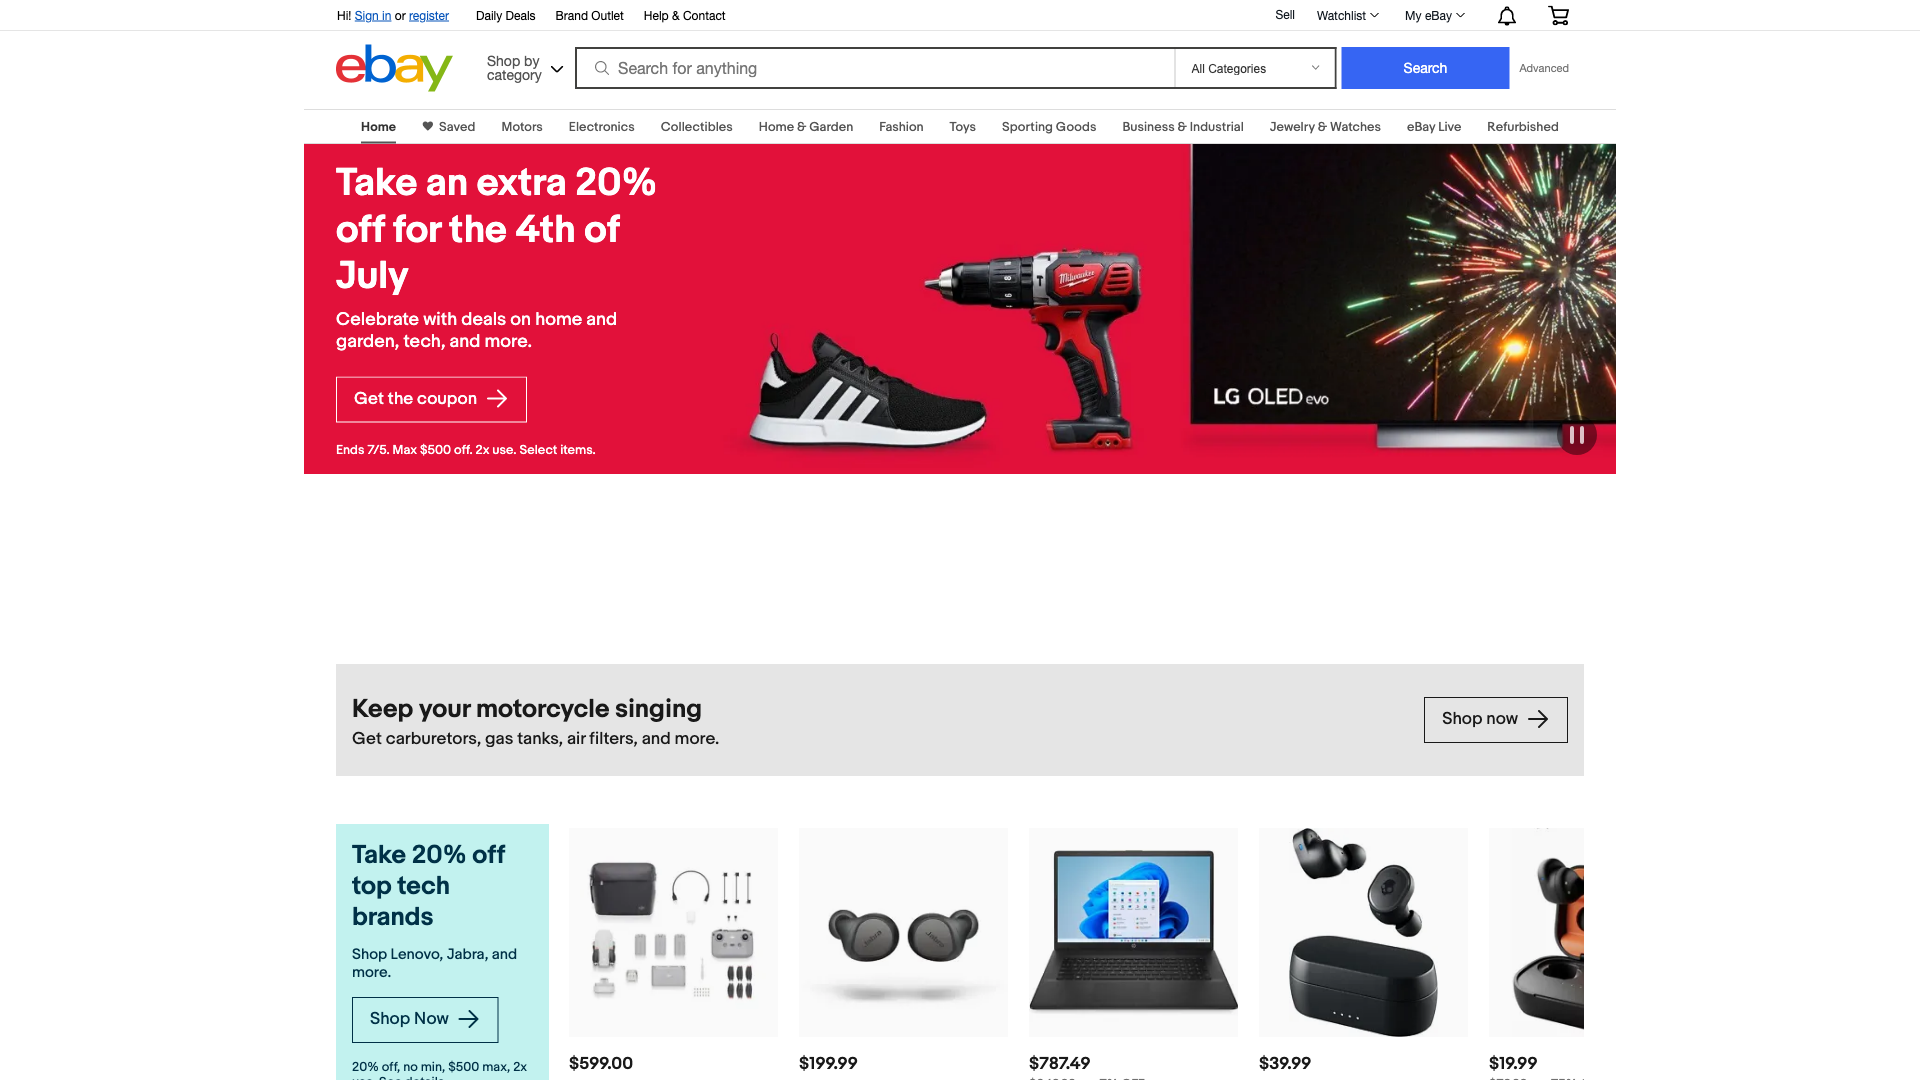 Hi! Sign in or register Daily Deals Brand Outlet Help & Contact Sell Watchlist My eBay
ebay Shop by category Search for anything All Categories Search Advanced
Home Saved Motors Electronics Collectibles Home & Garden Fashion Toys Sporting Goods Business & Industrial Jewelry & Watches eBay Live Refurbished
Take an extra 20%
off for the 4th of
July
Celebrate with deals on home and
garden, tech, and more.
Get the coupon
Ends 7/5. Max $500 off. 2x use. Select items.
Milwaukee
LG OLED evo
Keep your motorcycle singing
Get carburetors, gas tanks, air filters, and more.
Shop now
Take 20% off
top tech
brands
Shop Lenovo, Jabra, and
more.
Shop Now
20% off, no min, $500 max, 2x
Jabra Jabra
$599.00 $199.99 $787.49 $39.99 $19.99